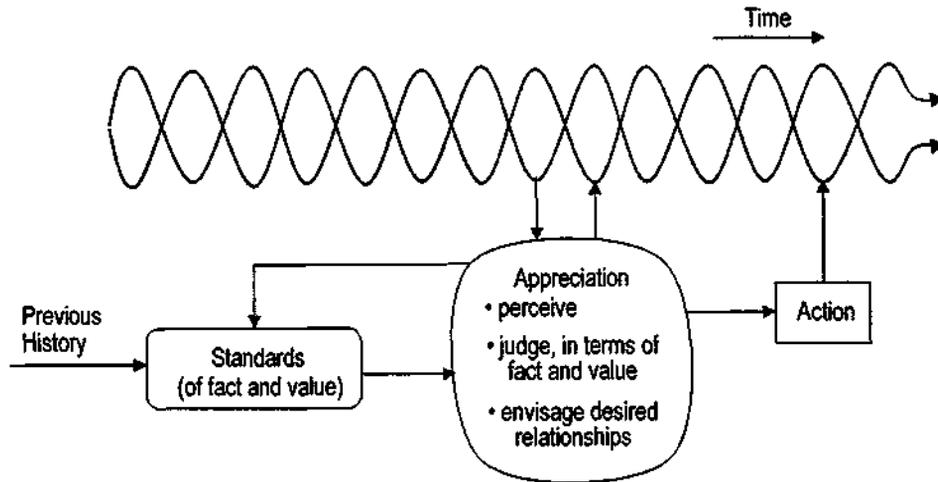 Time
Previous
History
Standards
(of fact and value)
Appreciation
• perceive
• judge, in terms of
fact and value
• envisage desired
relationships
Action